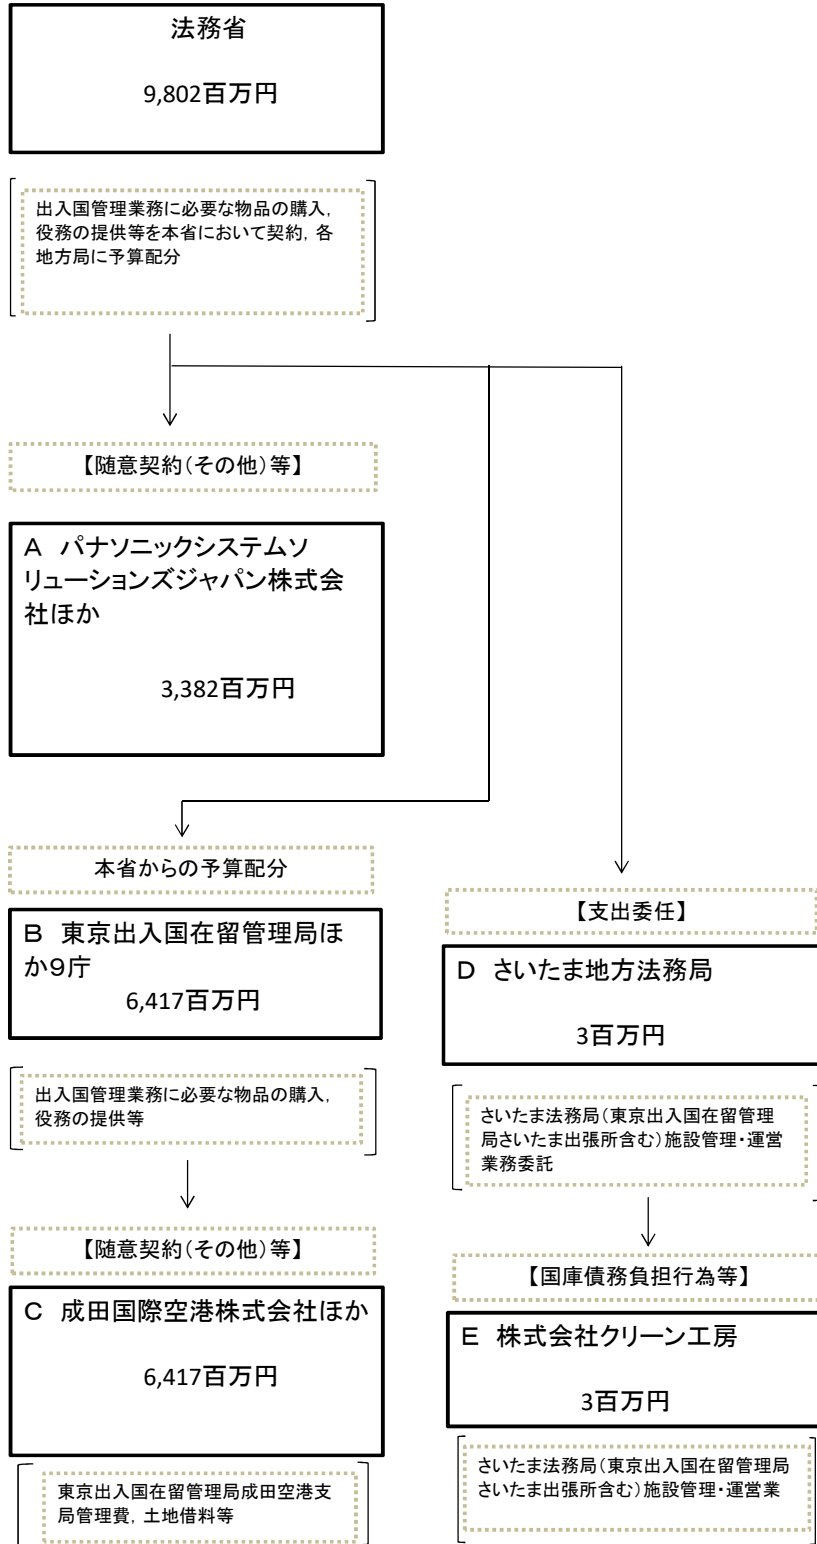 法務省
9,802百万円
出入国管理業務に必要な物品の購入,
役務の提供等を本省において契約, 各
地方局に予算配分
【随意契約(その他)等】
A パナソニックシステムソ
リューションズジャパン株式会
社ほか
3,382百万円
本省からの予算配分
B 東京出入国在留管理局ほ
か9庁
6,417百万円
出入国管理業務に必要な物品の購入,
役務の提供等
【随意契約(その他)等】
C 成田国際空港株式会社ほか
6,417百万円
東京出入国在留管理局成田空港支
局管理費, 土地借料等
【支出委任】
D さいたま地方法務局
3百万円
さいたま法務局(東京出入国在留管理
局さいたま出張所含む)施設管理・運営
業務委託
【国庫債務負担行為等】
E 株式会社クリーン工房
3百万円
さいたま法務局(東京出入国在留管理局
さいたま出張所含む)施設管理・運営業